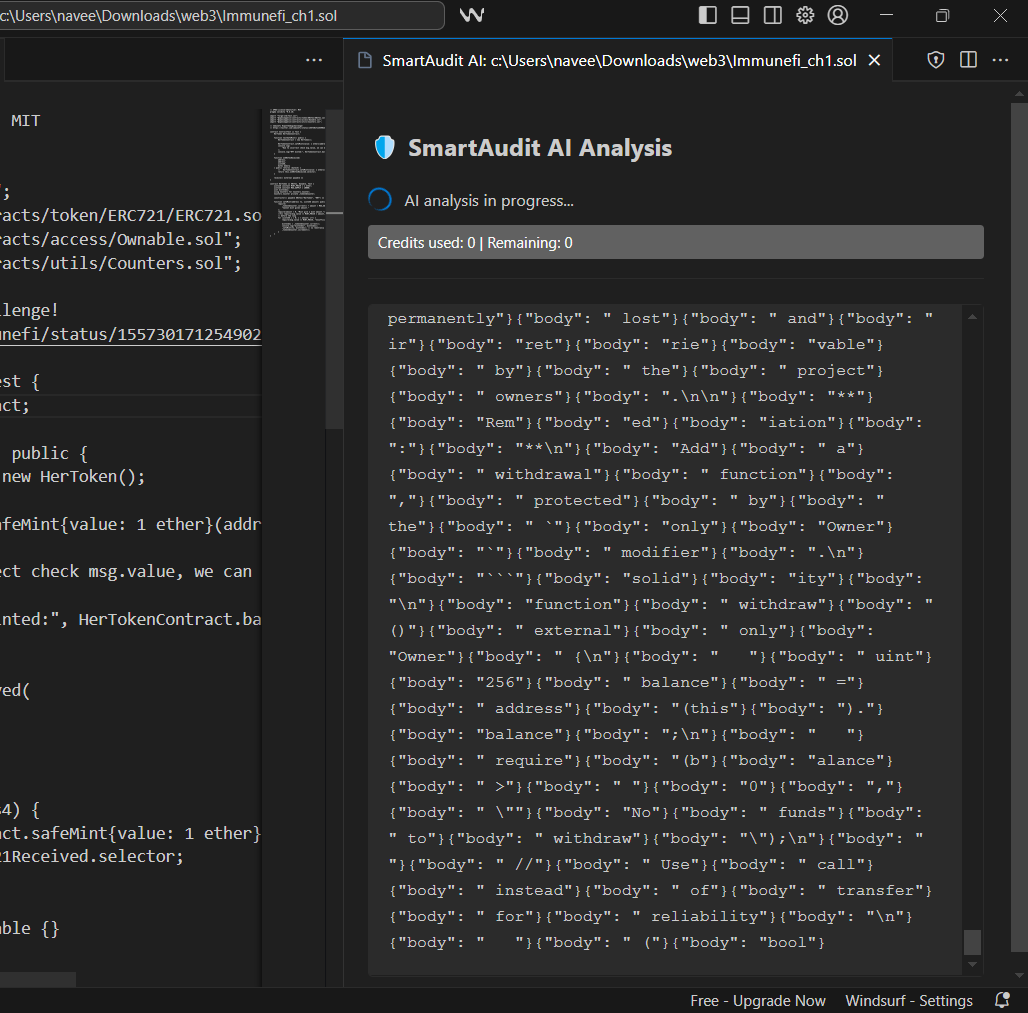 c:\Users\navee\Downloads\web3\Immunefi_ch1.sol
SmartAudit AI: c:\Users\navee\Downloads\web3\Immunefi_ch1.sol
MIT
";
racts/token/ERC721/ERC721.so
racts/access/Ownable.sol";
racts/utils/Counters.sol";
lenge!
unefi/status/155730171254902
est {
act;
public {
new HerToken();
afeMint{value: 1 ether}(addr
ect check msg.value, we can
inted:", HerTokenContract.ba
ved(
s4) {
act.safeMint{value: 1 ether}
21Received.selector;
able {}
SmartAudit AI Analysis
AI analysis in progress...
Credits used: 0 | Remaining: 0
permanently"}{"body": " lost"}{"body": " and"}{"body": "
ir"}{"body": "ret"}{"body": "rie"}{"body": "vable"}
{"body": " by"}{"body": " the"}{"body": " project"}
{"body": " owners"}{"body": ".\n\n"}{"body": "**"}
{"body": "Rem"}{"body": "ed"}{"body": "iation"}{"body":
":"}{"body": "**\n"}{"body": "Add"}{"body": " a"}
{"body": " withdrawal"}{"body": " function"}{"body":
","}{"body": " protected"}{"body": " by"}{"body": "
the"}{"body": " `"}{"body": "only"}{"body": "Owner"}
{"body": "`"}{"body": " modifier"}{"body": ".\n"}
{"body": "```"}{"body": "solid"}{"body": "ity"}{"body":
"\n"}{"body": "function"}{"body": " withdraw"}{"body": "
()"}{"body": " external"}{"body": " only"}{"body":
"Owner"}{"body": " {\n"}{"body": "   "}{"body": " uint"}
{"body": "256"}{"body": " balance"}{"body": " ="}
{"body": " address"}{"body": "(this"}{"body": ")."}
{"body": "balance"}{"body": ";\n"}{"body": "   "}
{"body": " require"}{"body": "(b"}{"body": "alance"}
{"body": " >"}{"body": " "}{"body": "0"}{"body": ","}
{"body": " \""}{"body": "No"}{"body": " funds"}{"body":
" to"}{"body": " withdraw"}{"body": "\");\n"}{"body": "
"}{"body": " //"}{"body": " Use"}{"body": " call"}
{"body": " instead"}{"body": " of"}{"body": " transfer"}
{"body": " for"}{"body": " reliability"}{"body": "\n"}
{"body": "   "}{"body": " ("}{"body": "bool"}
Free - Upgrade Now
Windsurf - Settings